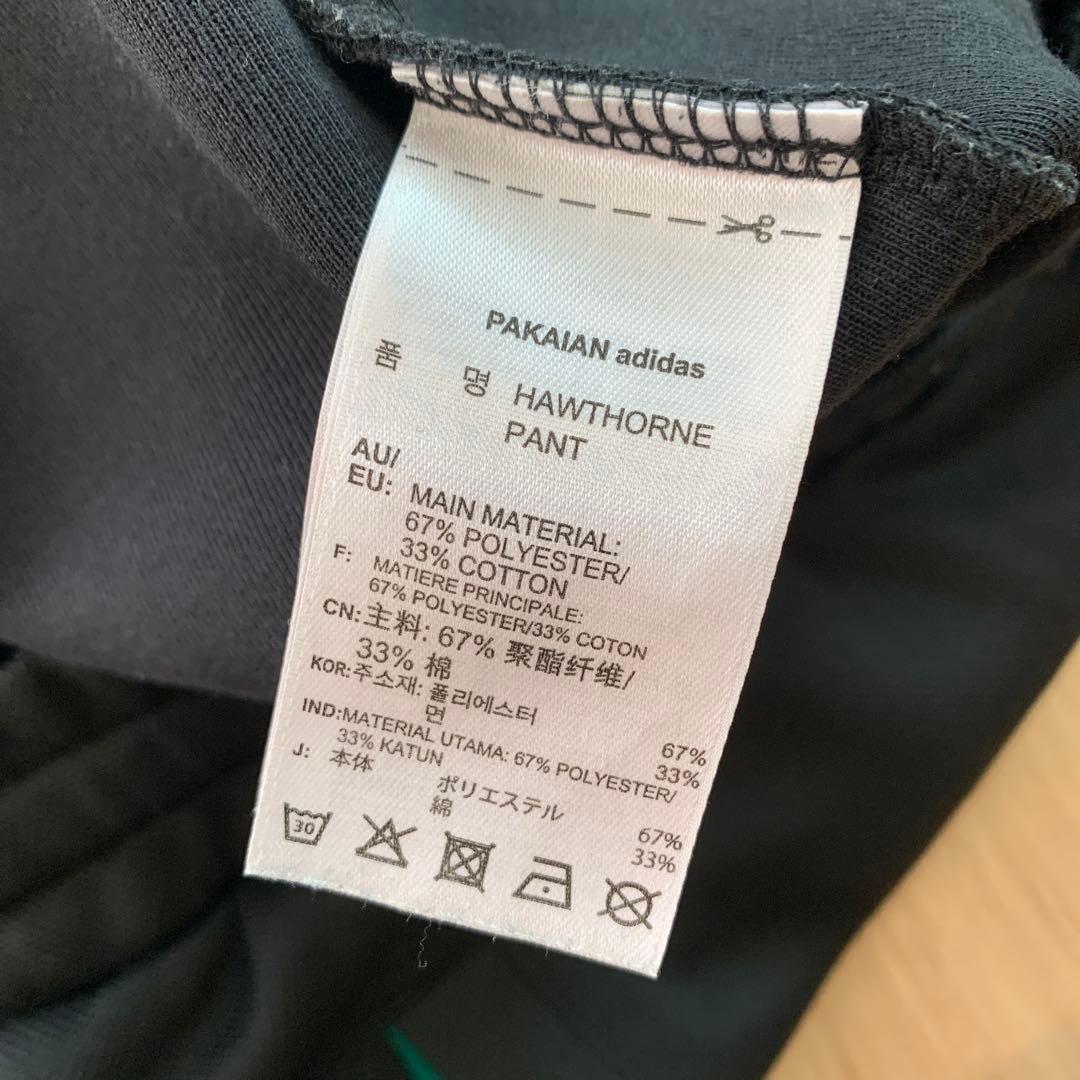 PAKAIAN adidas
품 명 HAWTHORNE
PANT
AU/
EU: MAIN MATERIAL:
67% POLYESTER/
33% COTTON
F: MATIERE PRINCIPALE:
67% POLYESTER/33% COTON
CN:主料: 67% 聚酯纤维/
33% 棉
KOR:주소재: 폴리에스터 67%
면 33%
IND:MATERIAL UTAMA: 67% POLYESTER/
33% KATUN
J: 本体 ポリエステル 67%
綿 33%
30